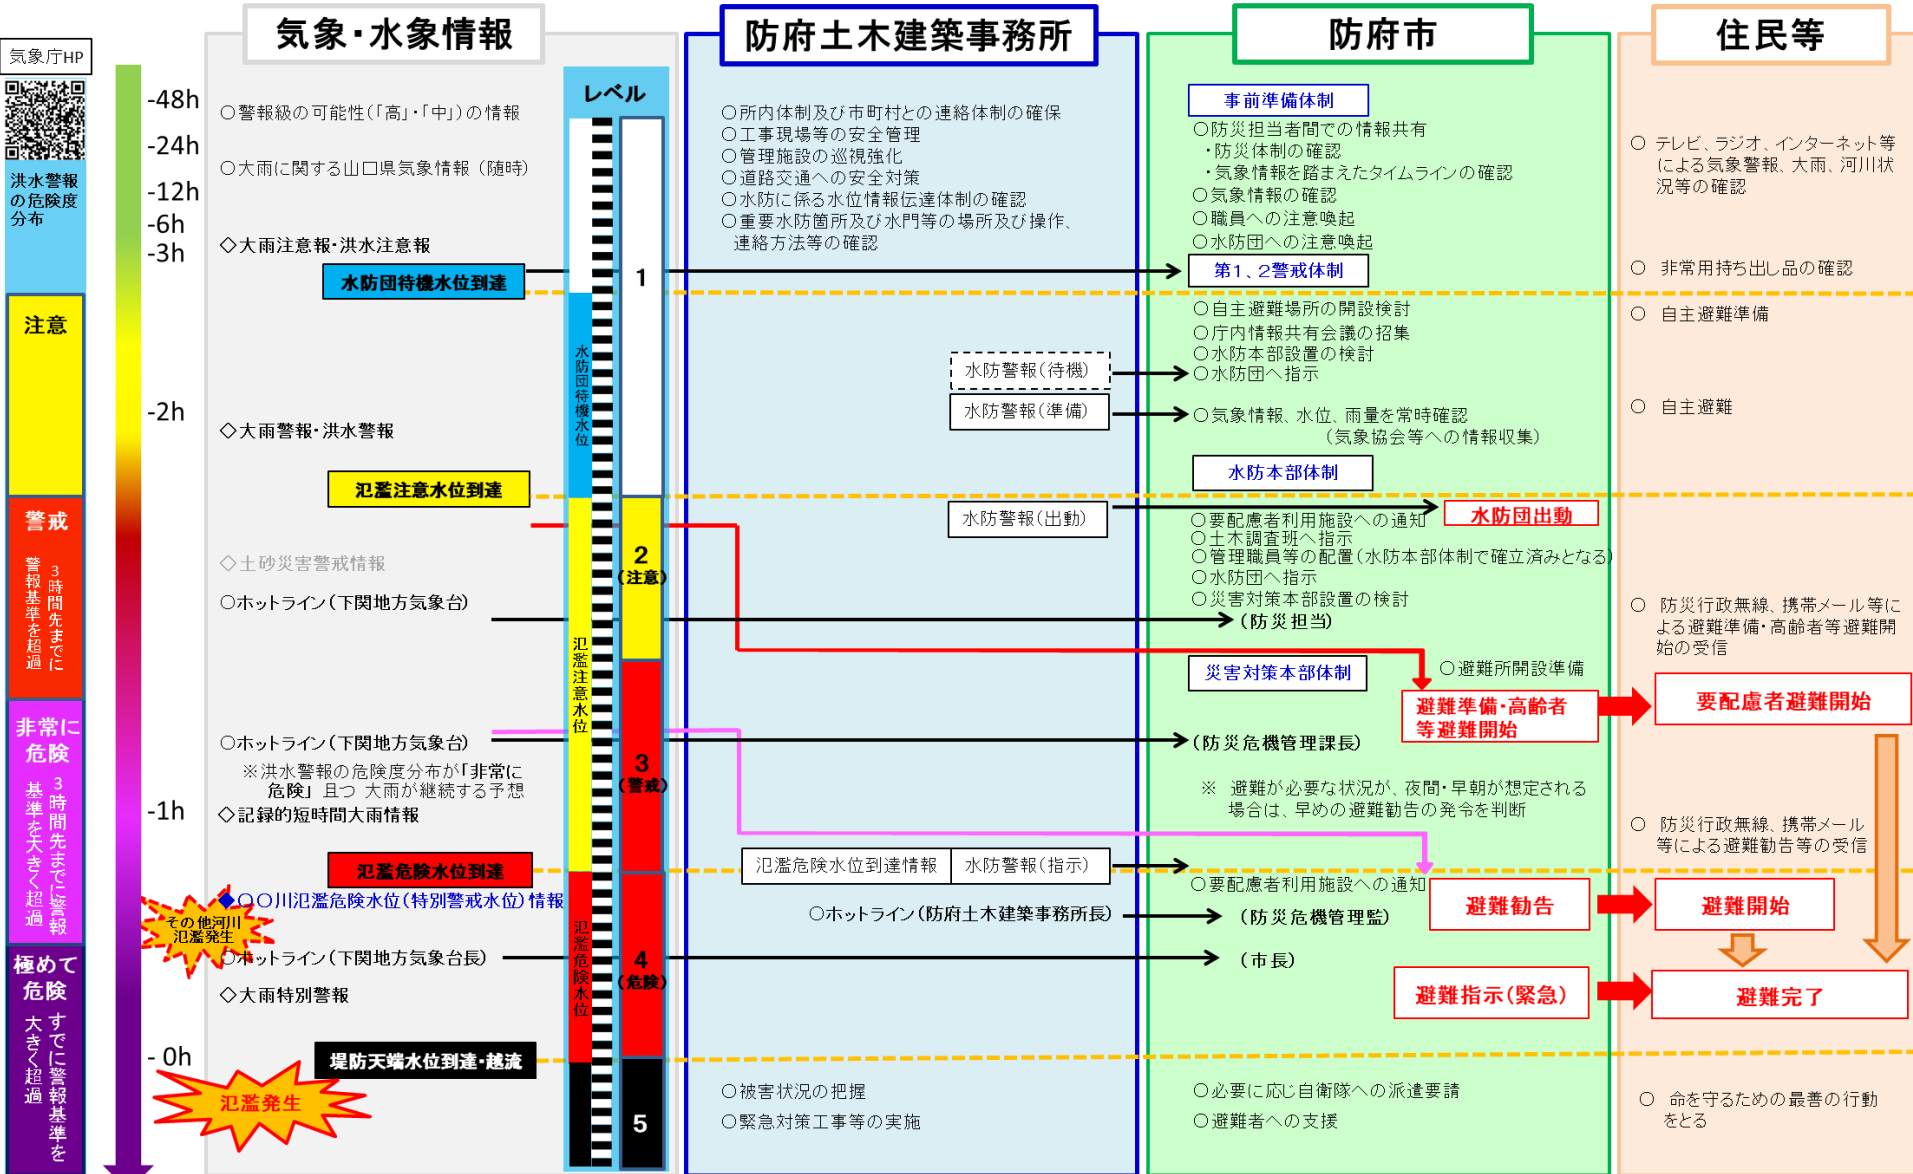 気象・水象情報
防府土木建築事務所
防府市
住民等
気象庁HP
洪水警報
の危険度
分布
注意
警戒
3時間先までに
警報基準を超過
非常に
危険
3時間先までに警報
基準を大きく超過
極めて
危険
すでに警報基準を
大きく超過
-48h
-24h
-12h
-6h
-3h
-2h
-1h
- 0h
○警報級の可能性(「高」・「中」)の情報
○大雨に関する山口県気象情報（随時）
◇大雨注意報・洪水注意報
水防団待機水位到達
◇大雨警報・洪水警報
氾濫注意水位到達
◇土砂災害警戒情報
○ホットライン(下関地方気象台)
○ホットライン(下関地方気象台)
※洪水警報の危険度分布が「非常に
危険」且つ 大雨が継続する予想
◇記録的短時間大雨情報
氾濫危険水位到達
◆○○川氾濫危険水位(特別警戒水位)情報
その他河川
氾濫発生
○ホットライン(下関地方気象台長)
◇大雨特別警報
堤防天端水位到達・越流
氾濫発生
レベル
水防団待機水位
氾濫注意水位
氾濫危険水位
1
2
(注意)
3
(警戒)
4
(危険)
5
○所内体制及び市町村との連絡体制の確保
○工事現場等の安全管理
○管理施設の巡視強化
○道路交通への安全対策
○水防に係る水位情報伝達体制の確認
○重要水防箇所及び水門等の場所及び操作、
連絡方法等の確認
水防警報(待機)
水防警報(準備)
水防警報(出動)
氾濫危険水位到達情報
水防警報(指示)
○ホットライン(防府土木建築事務所長)
○被害状況の把握
○緊急対策工事等の実施
事前準備体制
○防災担当者間での情報共有
・防災体制の確認
・気象情報を踏まえたタイムラインの確認
○気象情報の確認
○職員への注意喚起
○水防団への注意喚起
第1、2警戒体制
○自主避難場所の開設検討
○庁内情報共有会議の招集
○水防本部設置の検討
○水防団へ指示
○気象情報、水位、雨量を常時確認
(気象協会等への情報収集)
水防本部体制
○要配慮者利用施設への通知
水防団出動
○土木調査班へ指示
○管理職員等の配置(水防本部体制で確立済みとなる)
○水防団へ指示
○災害対策本部設置の検討
(防災担当)
災害対策本部体制
○避難所開設準備
避難準備・高齢者
等避難開始
(防災危機管理課長)
※ 避難が必要な状況が、夜間・早朝が想定される
場合は、早めの避難勧告の発令を判断
○要配慮者利用施設への通知
避難勧告
(防災危機管理監)
(市長)
避難指示(緊急)
○必要に応じ自衛隊への派遣要請
○避難者への支援
○ テレビ、ラジオ、インターネット等
による気象警報、大雨、河川状
況等の確認
○ 非常用持ち出し品の確認
○ 自主避難準備
○ 自主避難
○ 防災行政無線、携帯メール等に
よる避難準備・高齢者等避難開
始の受信
要配慮者避難開始
○ 防災行政無線、携帯メール
等による避難勧告等の受信
避難開始
避難完了
○ 命を守るための最善の行動
をとる